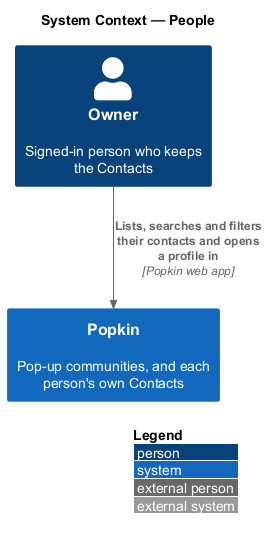 System Context — People
Owner
Signed-in person who keeps
the Contacts
Lists, searches and filters
their contacts and opens
a profile in
[Popkin web app]
Popkin
Pop-up communities, and each
person's own Contacts
Legend
person
system
external person
external system